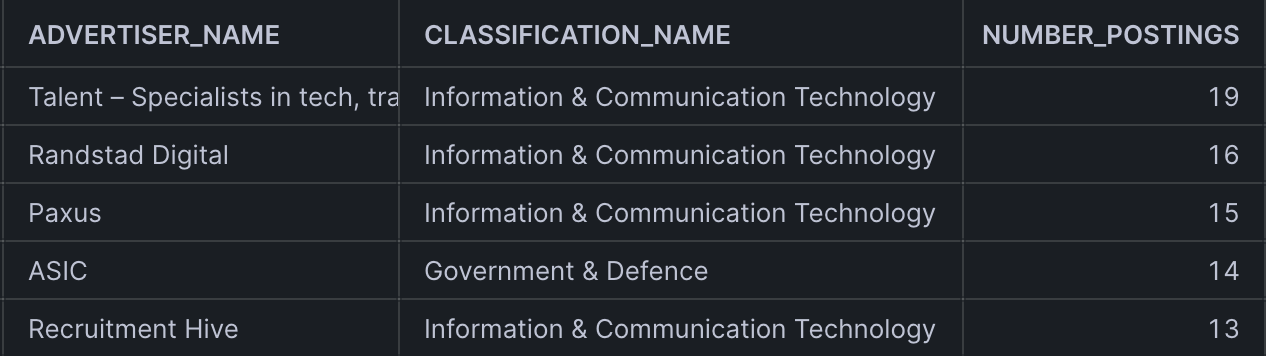 ADVERTISER_NAME CLASSIFICATION_NAME NUMBER_POSTINGS
Talent – Specialists in tech, tra Information & Communication Technology 19
Randstad Digital Information & Communication Technology 16
Paxus Information & Communication Technology 15
ASIC Government & Defence 14
Recruitment Hive Information & Communication Technology 13